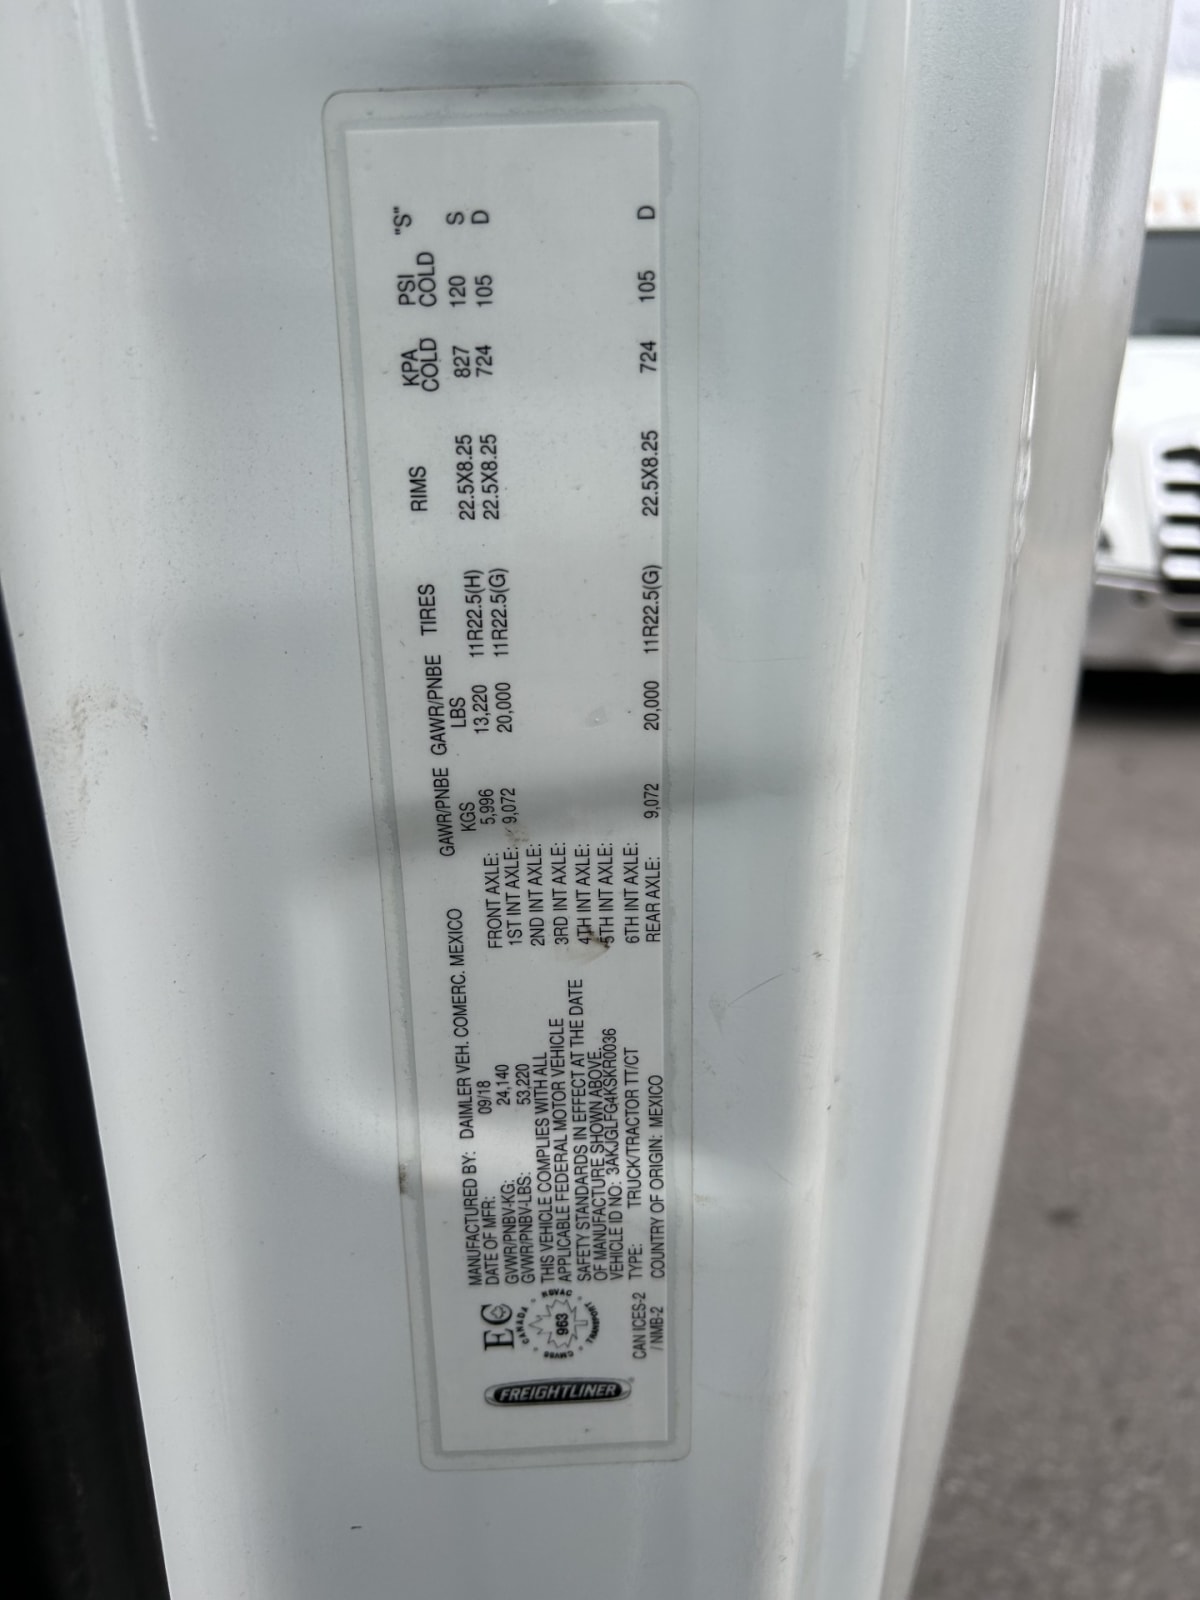 FREIGHTLINER
EC
CANADA
NSVAC
963
CMVSS
TRANSPORT
CAN ICES-2
/ NMB-2
MANUFACTURED BY: DAIMLER VEH. COMERC. MEXICO
DATE OF MFR: 09/18
GVWR/PNBV-KG: 24,140
GVWR/PNBV-LBS: 53,220
THIS VEHICLE COMPLIES WITH ALL
APPLICABLE FEDERAL MOTOR VEHICLE
SAFETY STANDARDS IN EFFECT AT THE DATE
OF MANUFACTURE SHOWN ABOVE.
VEHICLE ID NO: 3AKJGLFG4KSKR0036
TYPE: TRUCK/TRACTOR TT/CT
COUNTRY OF ORIGIN: MEXICO
GAWR/PNBE GAWR/PNBE TIRES RIMS KPA PSI "S"
KGS LBS COLD COLD
FRONT AXLE: 5,996 13,220 11R22.5(H) 22.5X8.25 827 120 S
1ST INT AXLE: 9,072 20,000 11R22.5(G) 22.5X8.25 724 105 D
2ND INT AXLE:
3RD INT AXLE:
4TH INT AXLE:
5TH INT AXLE:
6TH INT AXLE:
REAR AXLE: 9,072 20,000 11R22.5(G) 22.5X8.25 724 105 D